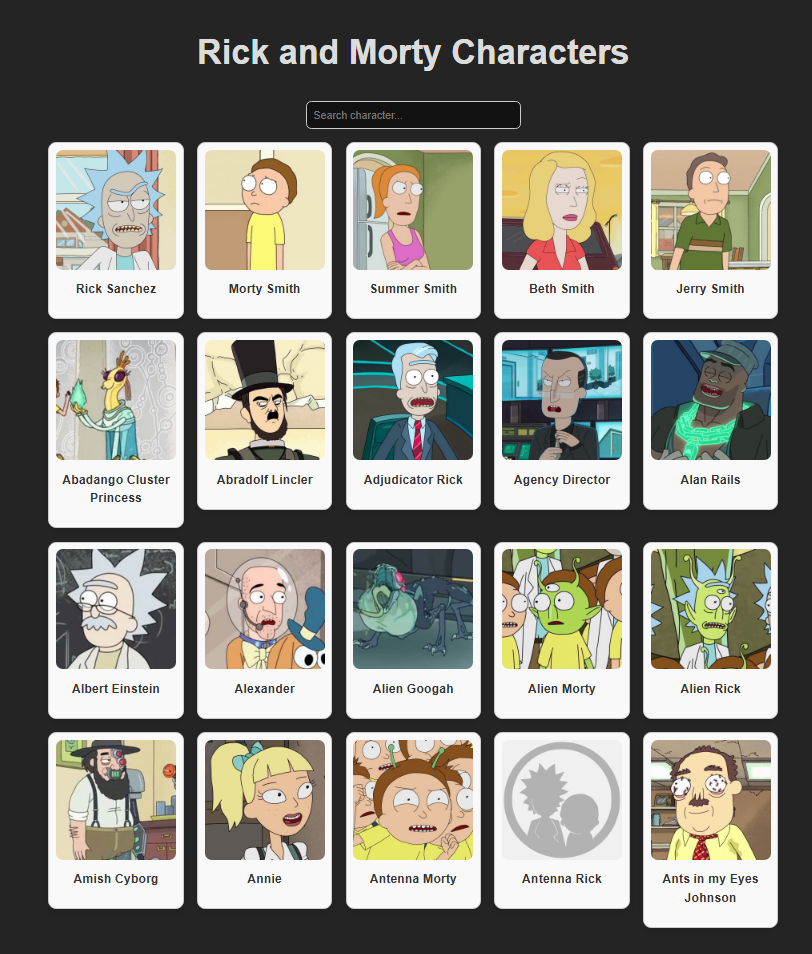 Rick and Morty Characters
Search character...
Rick Sanchez
Morty Smith
Summer Smith
Beth Smith
Jerry Smith
Abadango Cluster
Princess
Abradolf Lincler
Adjudicator Rick
Agency Director
Alan Rails
Albert Einstein
Alexander
Alien Googah
Alien Morty
Alien Rick
Amish Cyborg
Annie
Antenna Morty
Antenna Rick
Ants in my Eyes
Johnson